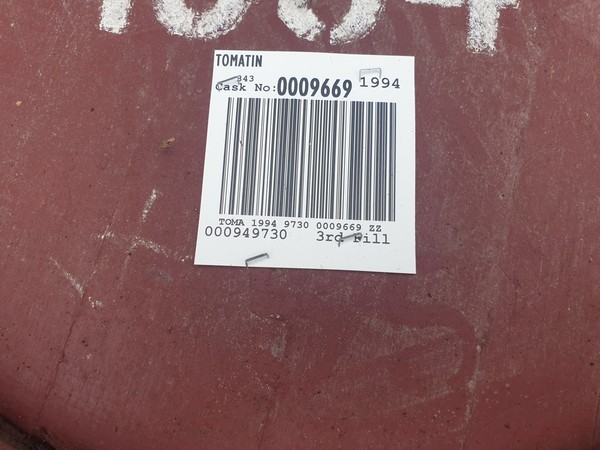 TOMATIN
343
Cask No: 0009669 1994
TOMA 1994 9730 0009669 ZZ
000949730 3rd Fill